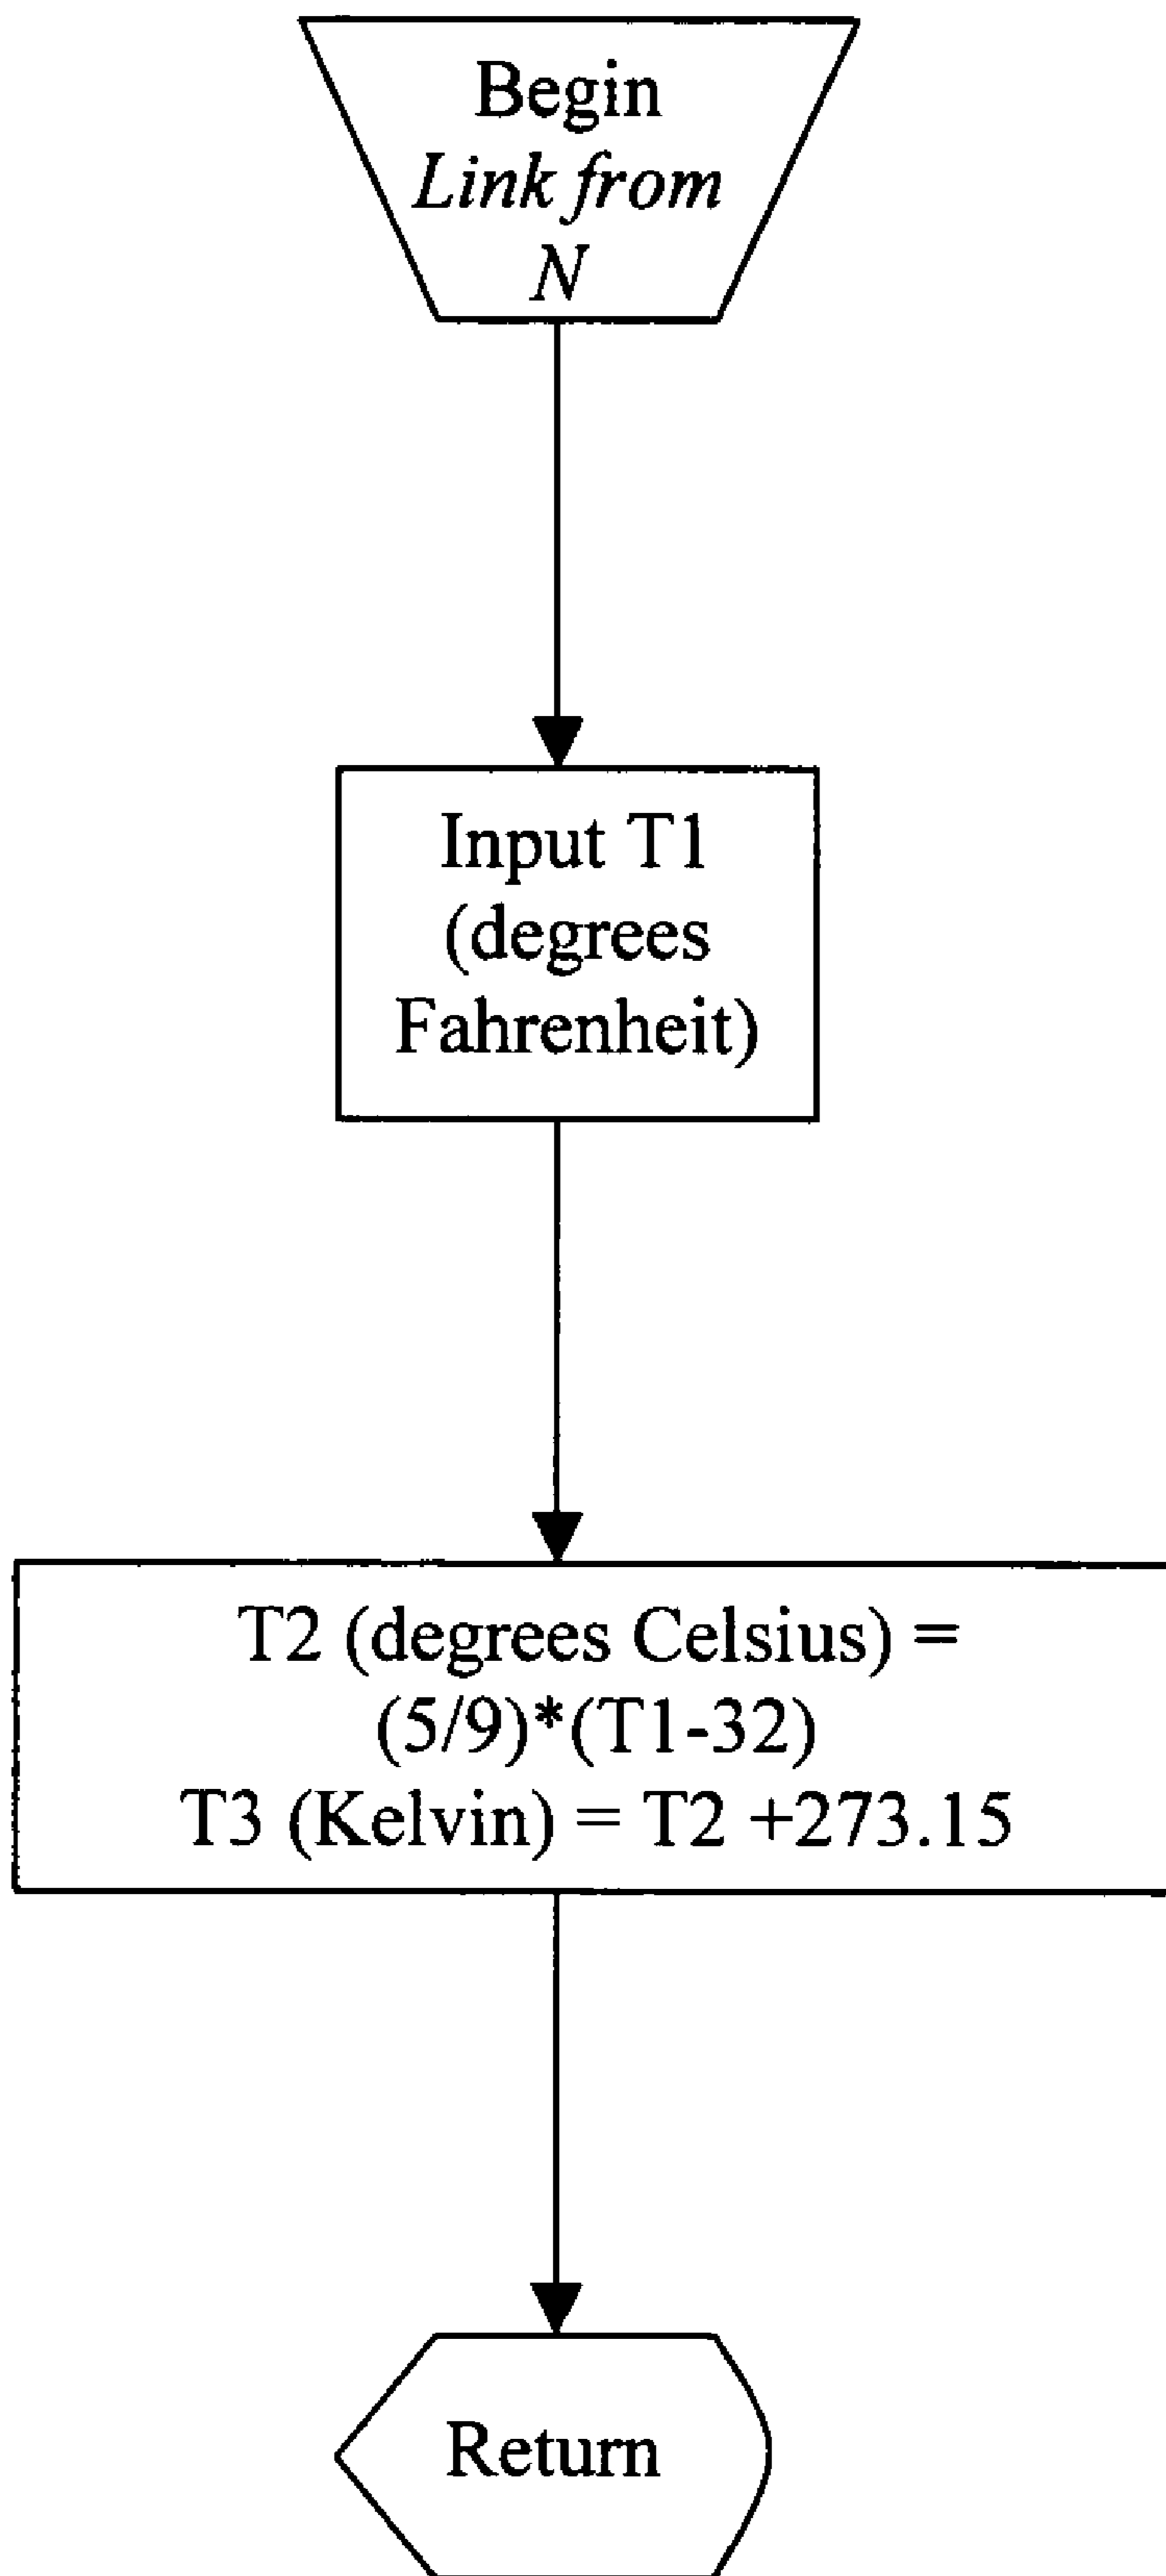 Begin
Link from
N
Input T1
(degrees
Fahrenheit)
T2 (degrees Celsius) =
(5/9)*(T1-32)
T3 (Kelvin) = T2 +273.15
Return